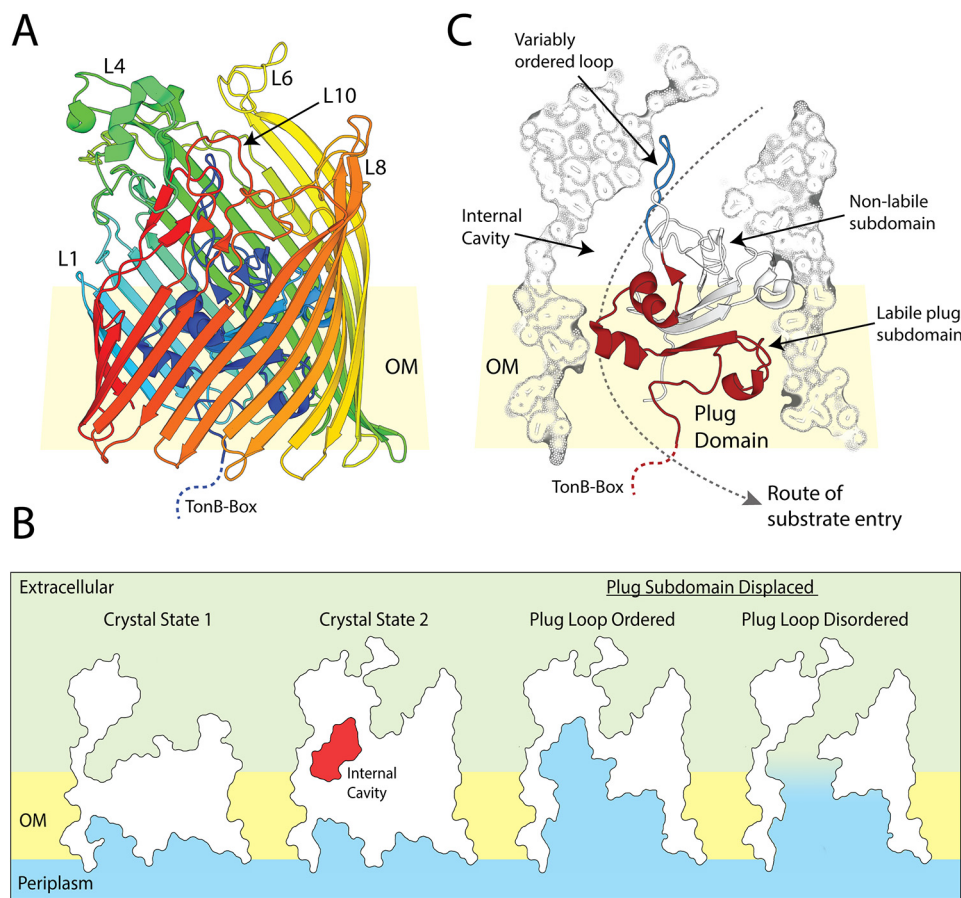 A
L4
L6
L10
L8
L1
OM
TonB-Box
C
Variably
ordered loop
Internal
Cavity
Non-labile
subdomain
Labile plug
subdomain
OM
Plug
Domain
TonB-Box
Route of
substrate entry
B
Extracellular
Plug Subdomain Displaced
Crystal State 1
Crystal State 2
Plug Loop Ordered
Plug Loop Disordered
Internal
Cavity
OM
Periplasm